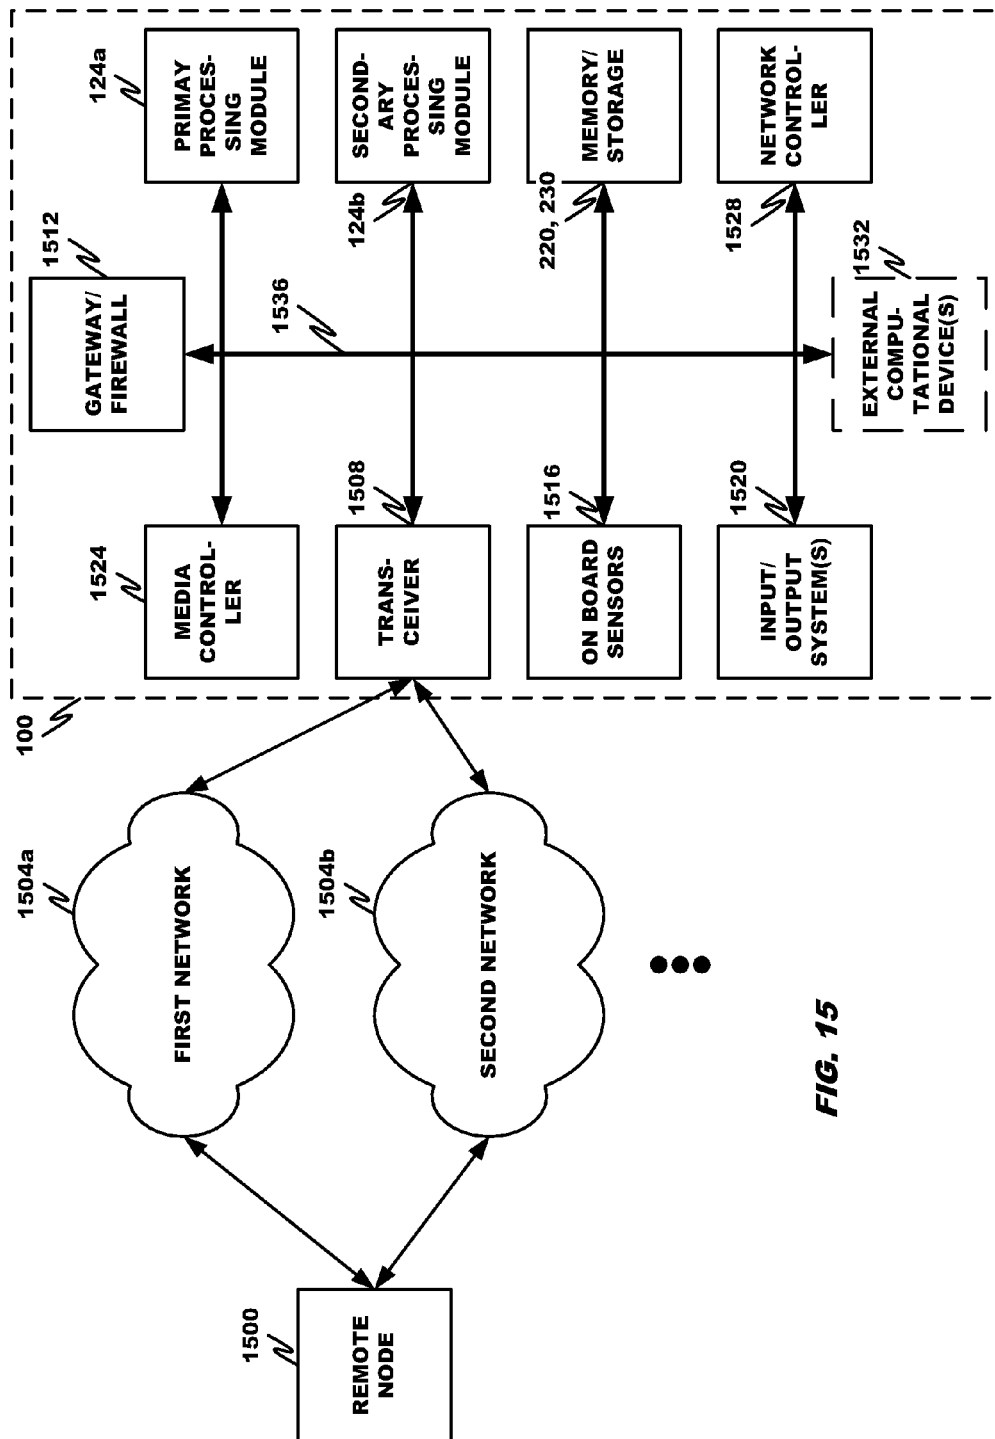 1500
REMOTE
NODE
1504a
FIRST NETWORK
1504b
SECOND NETWORK
100
1524
MEDIA
CONTROL-
LER
1508
TRANS-
CEIVER
1516
ON BOARD
SENSORS
1520
INPUT/
OUTPUT
SYSTEM(S)
1512
GATEWAY/
FIREWALL
1536
1532
EXTERNAL
COMPU-
TATIONAL
DEVICE(S)
124a
PRIMAY
PROCES-
SING
MODULE
124b
SECOND-
ARY
PROCES-
SING
MODULE
220, 230
MEMORY/
STORAGE
1528
NETWORK
CONTROL-
LER
FIG. 15